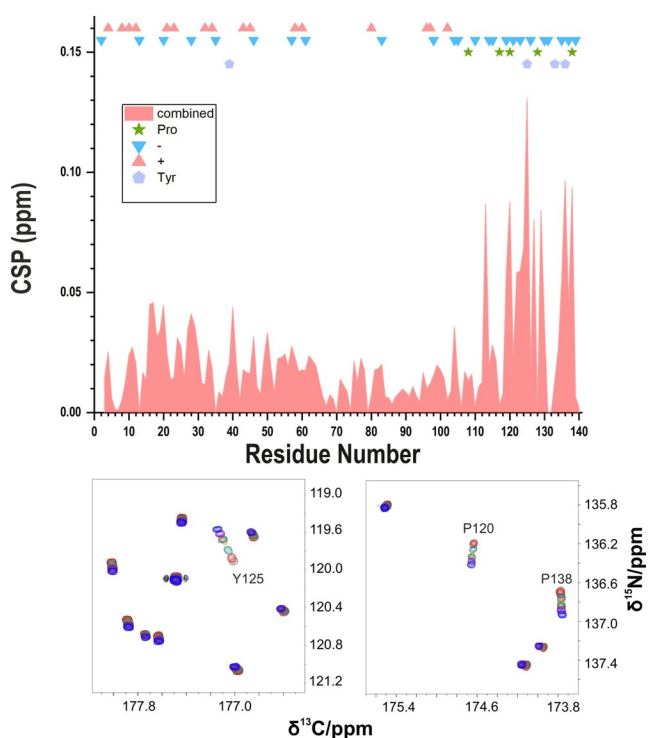 0.15
0.10
0.05
0.00
CSP (ppm)
combined
Pro
-
+
Tyr
0 10 20 30 40 50 60 70 80 90 100 110 120 130 140
Residue Number
Y125
119.0
119.6
120.0
120.4
120.8
121.2
177.8 177.0
P120
P138
135.8
136.2
136.6
137.0
137.4
175.4 174.6 173.8
δ¹⁵N/ppm
δ¹³C/ppm